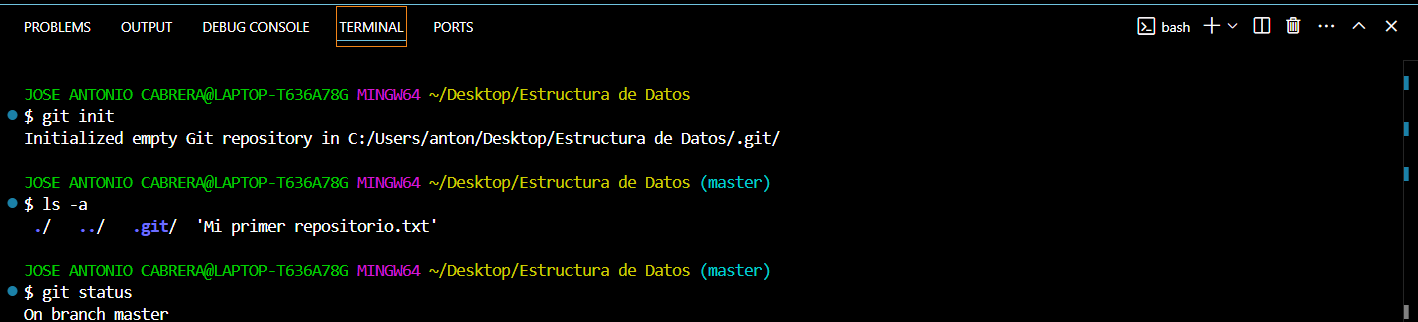 PROBLEMS OUTPUT DEBUG CONSOLE TERMINAL PORTS bash
JOSE ANTONIO CABRERA@LAPTOP-T636A78G MINGW64 ~/Desktop/Estructura de Datos
$ git init
Initialized empty Git repository in C:/Users/anton/Desktop/Estructura de Datos/.git/
JOSE ANTONIO CABRERA@LAPTOP-T636A78G MINGW64 ~/Desktop/Estructura de Datos (master)
$ ls -a
./ ../ .git/ 'Mi primer repositorio.txt'
JOSE ANTONIO CABRERA@LAPTOP-T636A78G MINGW64 ~/Desktop/Estructura de Datos (master)
$ git status
On branch master